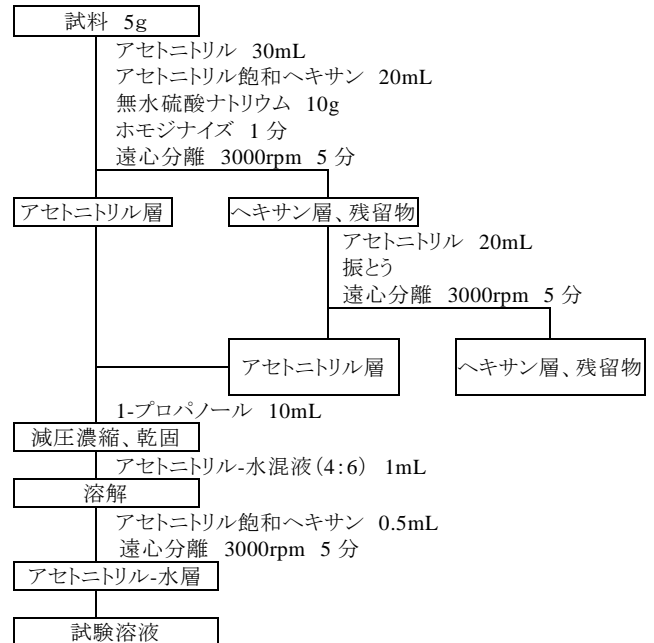 試料 5g
アセトニトリル 30mL
アセトニトリル飽和ヘキサン 20mL
無水硫酸ナトリウム 10g
ホモジナイズ 1 分
遠心分離 3000rpm 5 分
アセトニトリル層
ヘキサン層、残留物
アセトニトリル 20mL
振とう
遠心分離 3000rpm 5 分
アセトニトリル層
ヘキサン層、残留物
1-プロパノール 10mL
減圧濃縮、乾固
アセトニトリル-水混液(4:6) 1mL
溶解
アセトニトリル飽和ヘキサン 0.5mL
遠心分離 3000rpm 5 分
アセトニトリル-水層
試験溶液